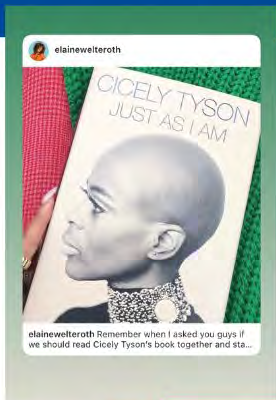 elainewelteroth
CICELY TYSON
JUST AS I AM
elainewelteroth Remember when I asked you guys if
we should read Cicely Tyson's book together and sta...